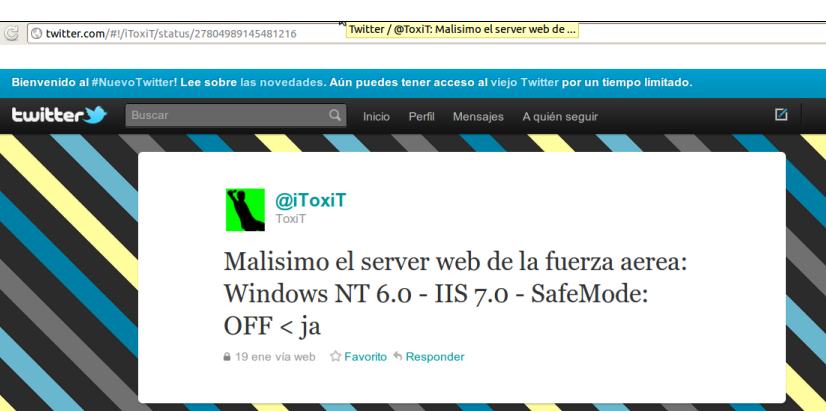 Twitter / @ToxiT: Malisimo el server web de ...
twitter.com/#!/iToxiT/status/27804989145481216
Bienvenido al #NuevoTwitter! Lee sobre las novedades. Aún puedes tener acceso al viejo Twitter por un tiempo limitado.
twitter Buscar Inicio Perfil Mensajes A quién seguir
@iToxiT
ToxiT
Malisimo el server web de la fuerza aerea:
Windows NT 6.0 - IIS 7.0 - SafeMode:
OFF < ja
19 ene vía web Favorito Responder